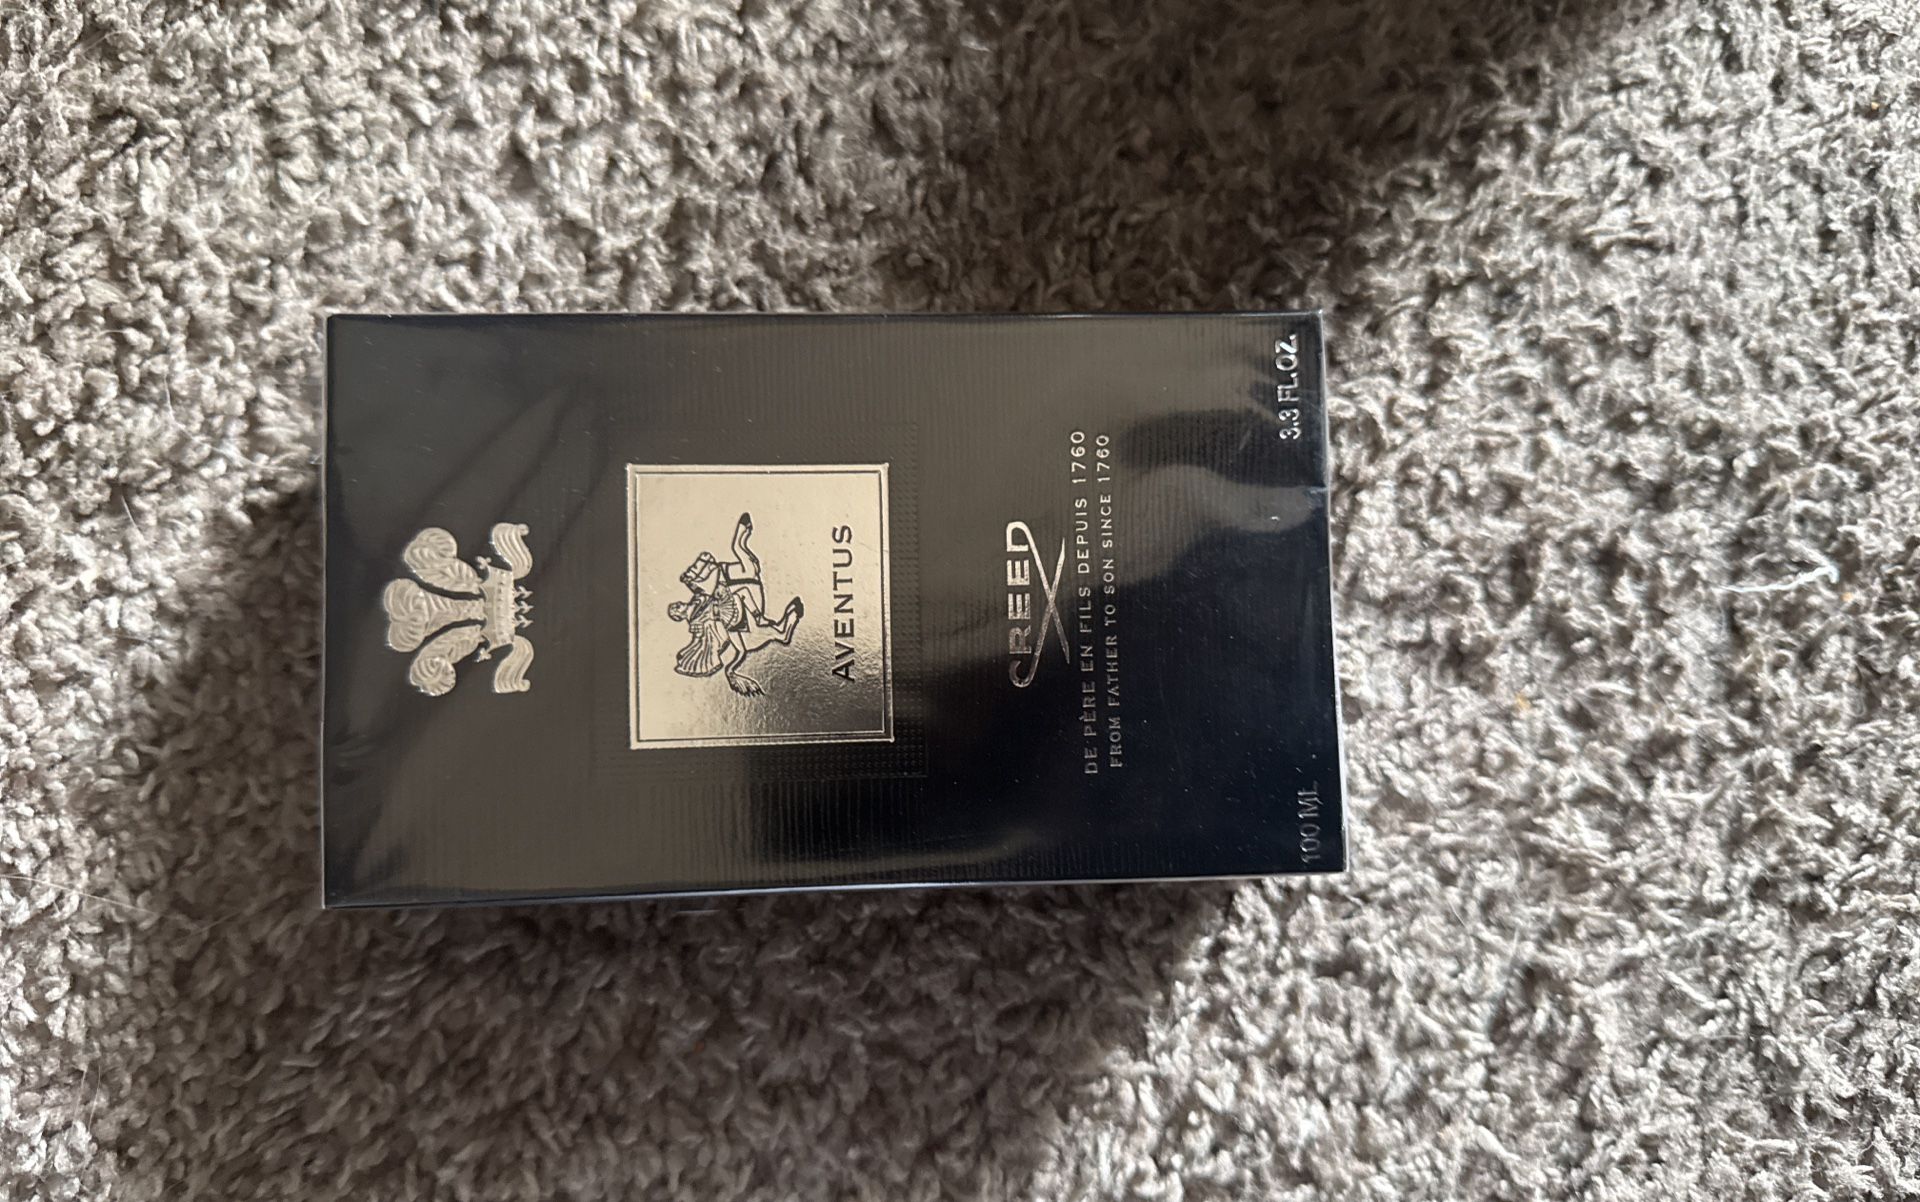 AVENTUS
CREED
DE PÈRE EN FILS DEPUIS 1760
FROM FATHER TO SON SINCE 1760
100 ML
3.3 FL.OZ.